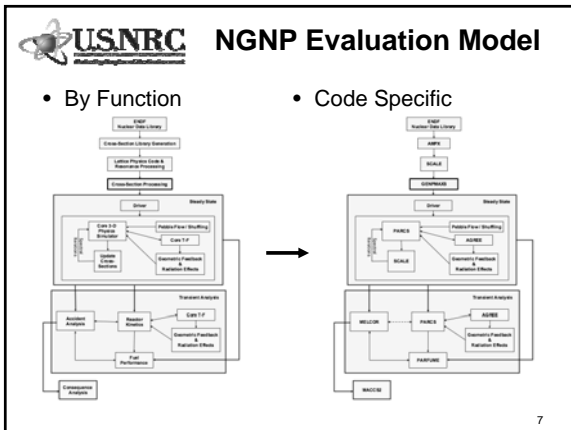 U.S.NRC
NGNP Evaluation Model
• By Function
• Code Specific
ENDF
Nuclear Data Library
Cross-Section Library Generation
Lattice Physics Code &
Resonance Processing
Cross-Section Processing
Steady State
Driver
Core 3-D
Physics
Simulator
Pebble Flow / Shuffling
Core T-F
Update
Cross-
Sections
Geometric Feedback
&
Radiation Effects
Transient Analysis
Accident
Analysis
Reactor
Kinetics
Core T-F
Geometric Feedback
&
Radiation Effects
Fuel
Performance
Consequence
Analysis
ENDF
Nuclear Data Library
AMPX
SCALE
GENPMAXS
Steady State
Driver
PARCS
Pebble Flow / Shuffling
AGREE
SCALE
Geometric Feedback
&
Radiation Effects
Transient Analysis
MELCOR
PARCS
AGREE
Geometric Feedback
&
Radiation Effects
PARFUME
MACCS2
7